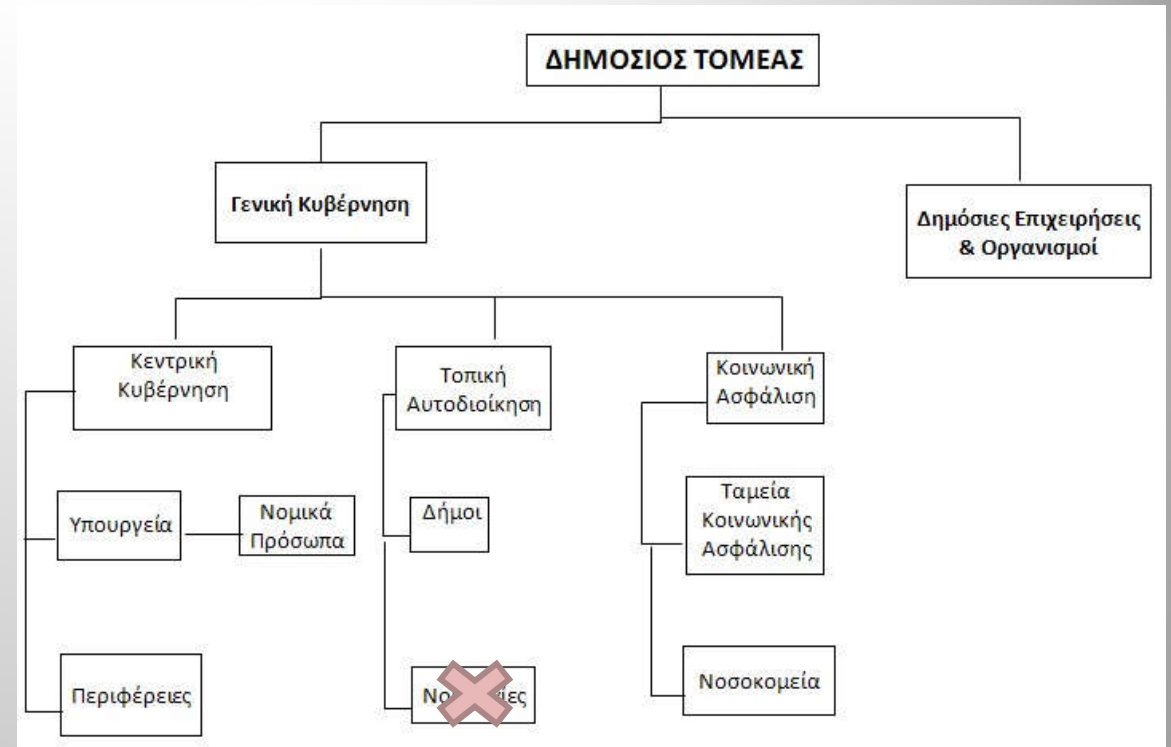 ΔΗΜΟΣΙΟΣ ΤΟΜΕΑΣ
Γενική Κυβέρνηση
Δημόσιες Επιχειρήσεις
& Οργανισμοί
Κεντρική
Κυβέρνηση
Τοπική
Αυτοδιοίκηση
Κοινωνική
Ασφάλιση
Υπουργεία
Νομικά
Πρόσωπα
Δήμοι
Ταμεία
Κοινωνικής
Ασφάλισης
Περιφέρειες
Νοσοκομεία